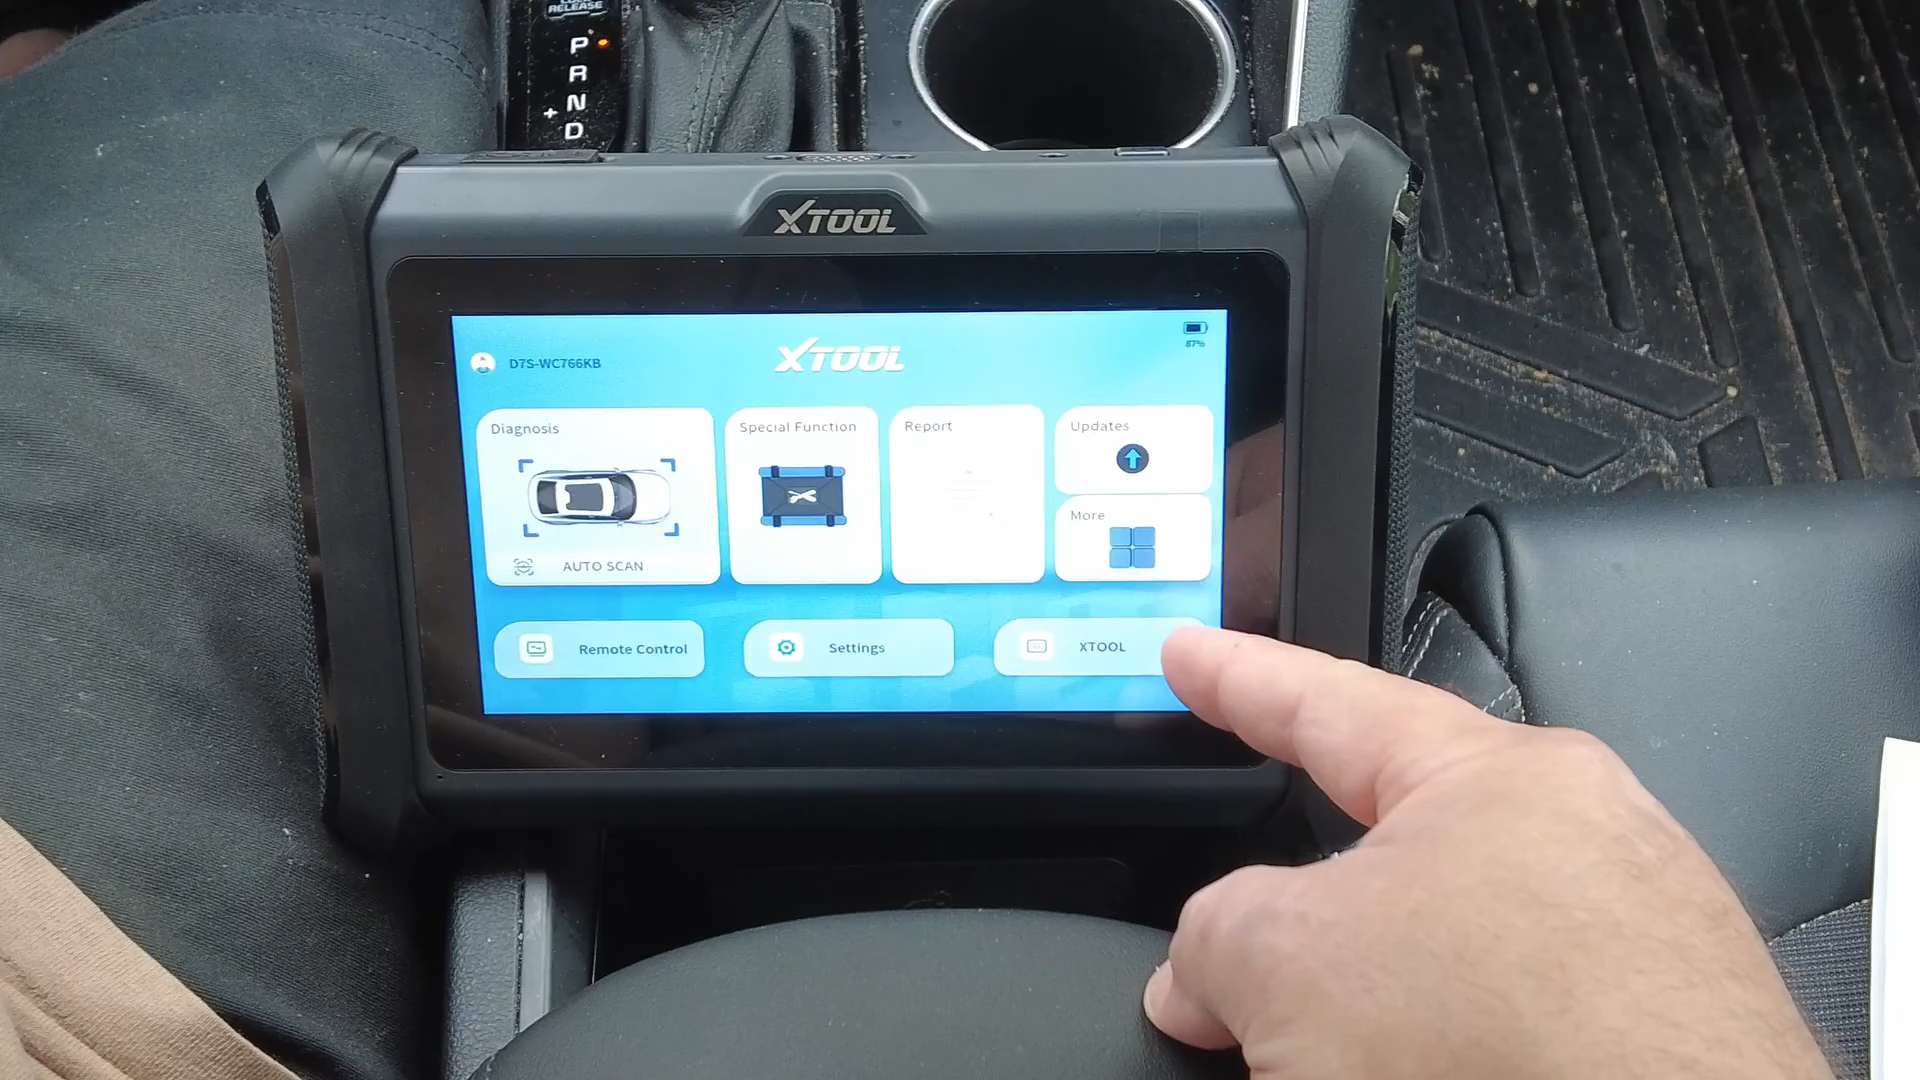 RELEASE
P
R
N
+
D
XTOOL
87%
D7S-WC766KB
XTOOL
Diagnosis
Special Function
Report
Updates
More
AUTO SCAN
Remote Control
Settings
XTOOL